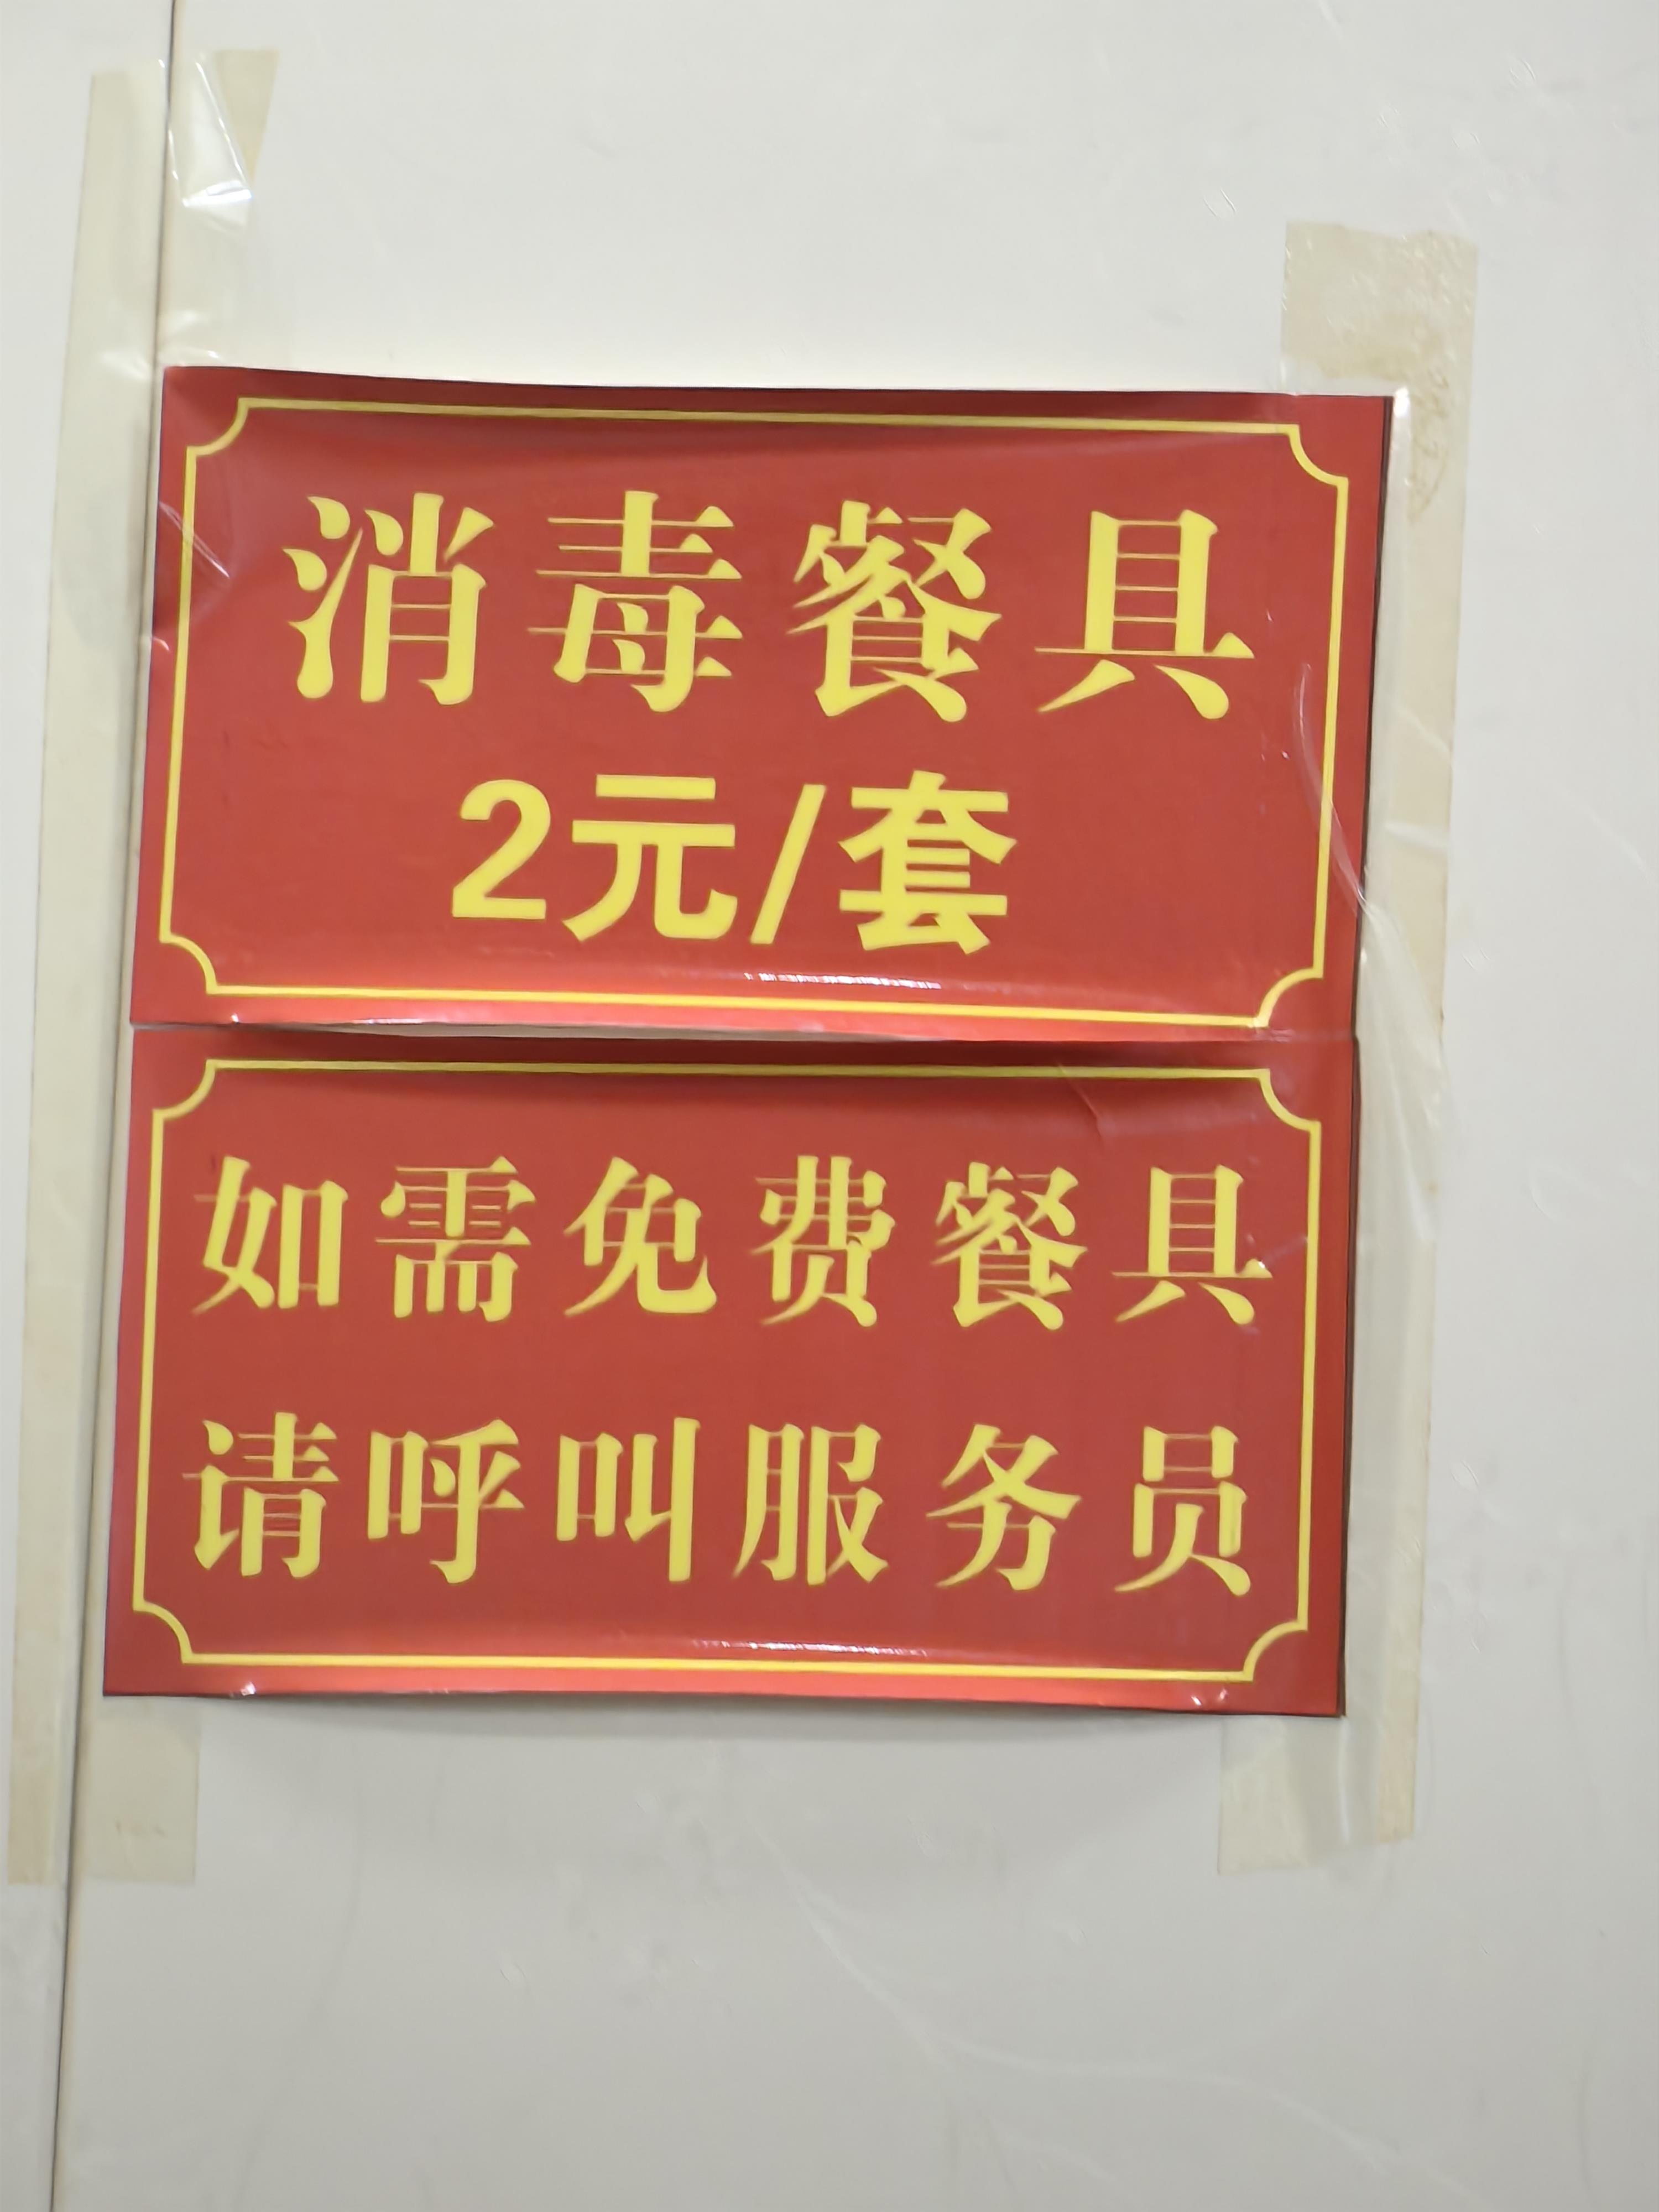 消毒餐具
2元/套
如需免费餐具
请呼叫服务员